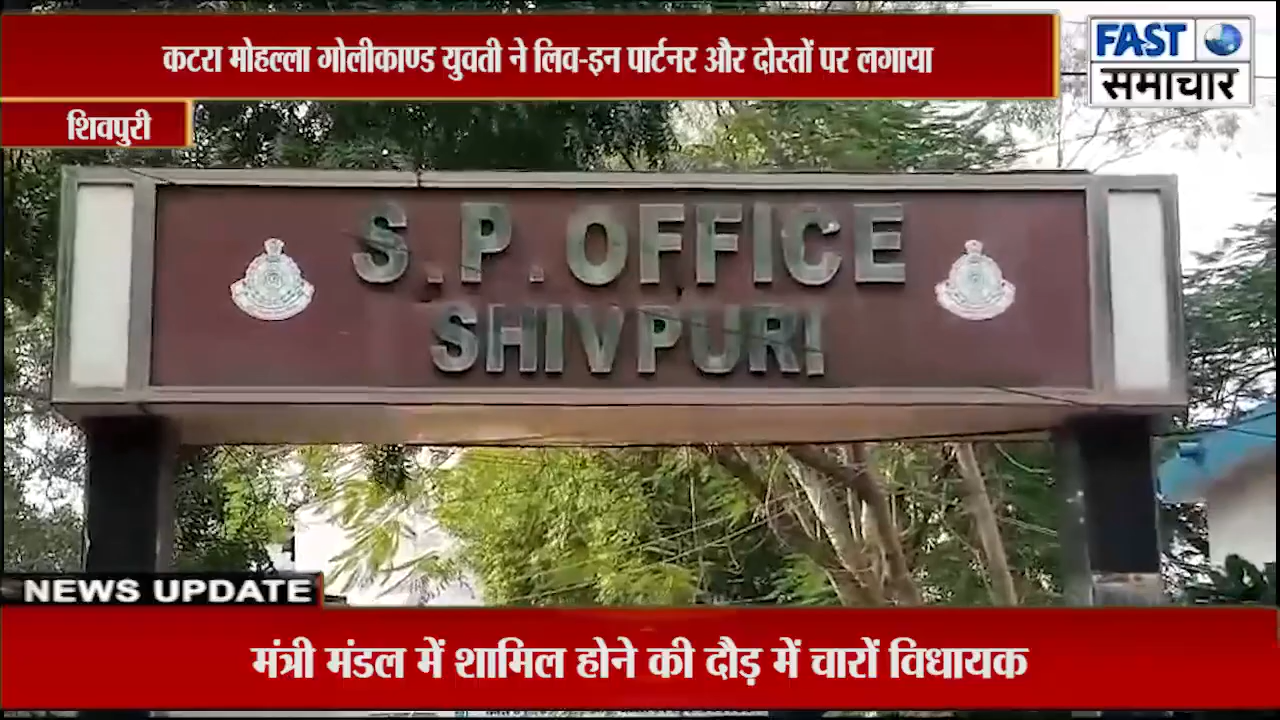 कटरा मोहल्ला गोलीकाण्ड युवती ने लिव-इन पार्टनर और दोस्तों पर लगाया
FAST
समाचार
शिवपुरी
S.P. OFFICE
SHIVPURI
NEWS UPDATE
मंत्री मंडल में शामिल होने की दौड़ में चारों विधायक